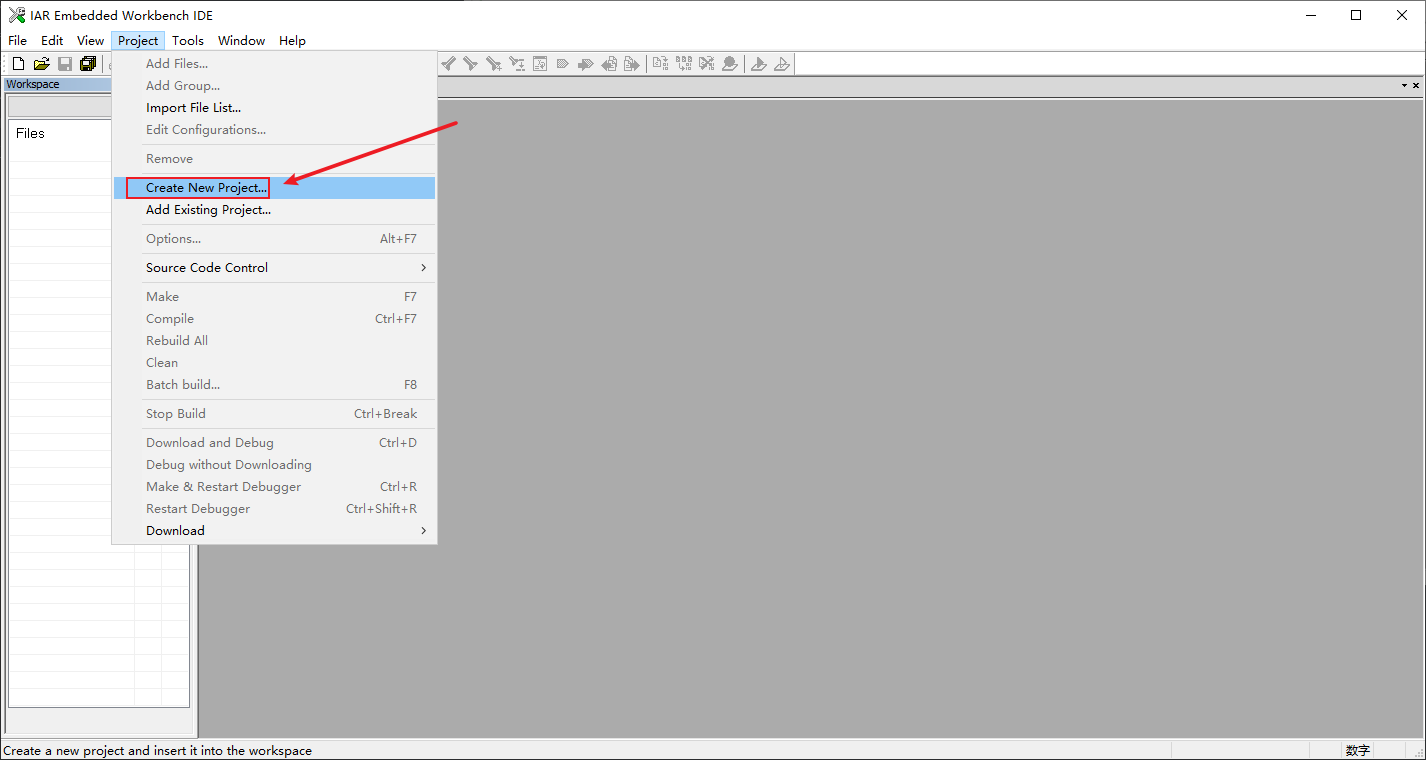 IAR Embedded Workbench IDE
File Edit View Project Tools Window Help
Workspace
Files
Add Files...
Add Group...
Import File List...
Edit Configurations...
Remove
Create New Project...
Add Existing Project...
Options... Alt+F7
Source Code Control
Make F7
Compile Ctrl+F7
Rebuild All
Clean
Batch build... F8
Stop Build Ctrl+Break
Download and Debug Ctrl+D
Debug without Downloading
Make & Restart Debugger Ctrl+R
Restart Debugger Ctrl+Shift+R
Download
Create a new project and insert it into the workspace 数字